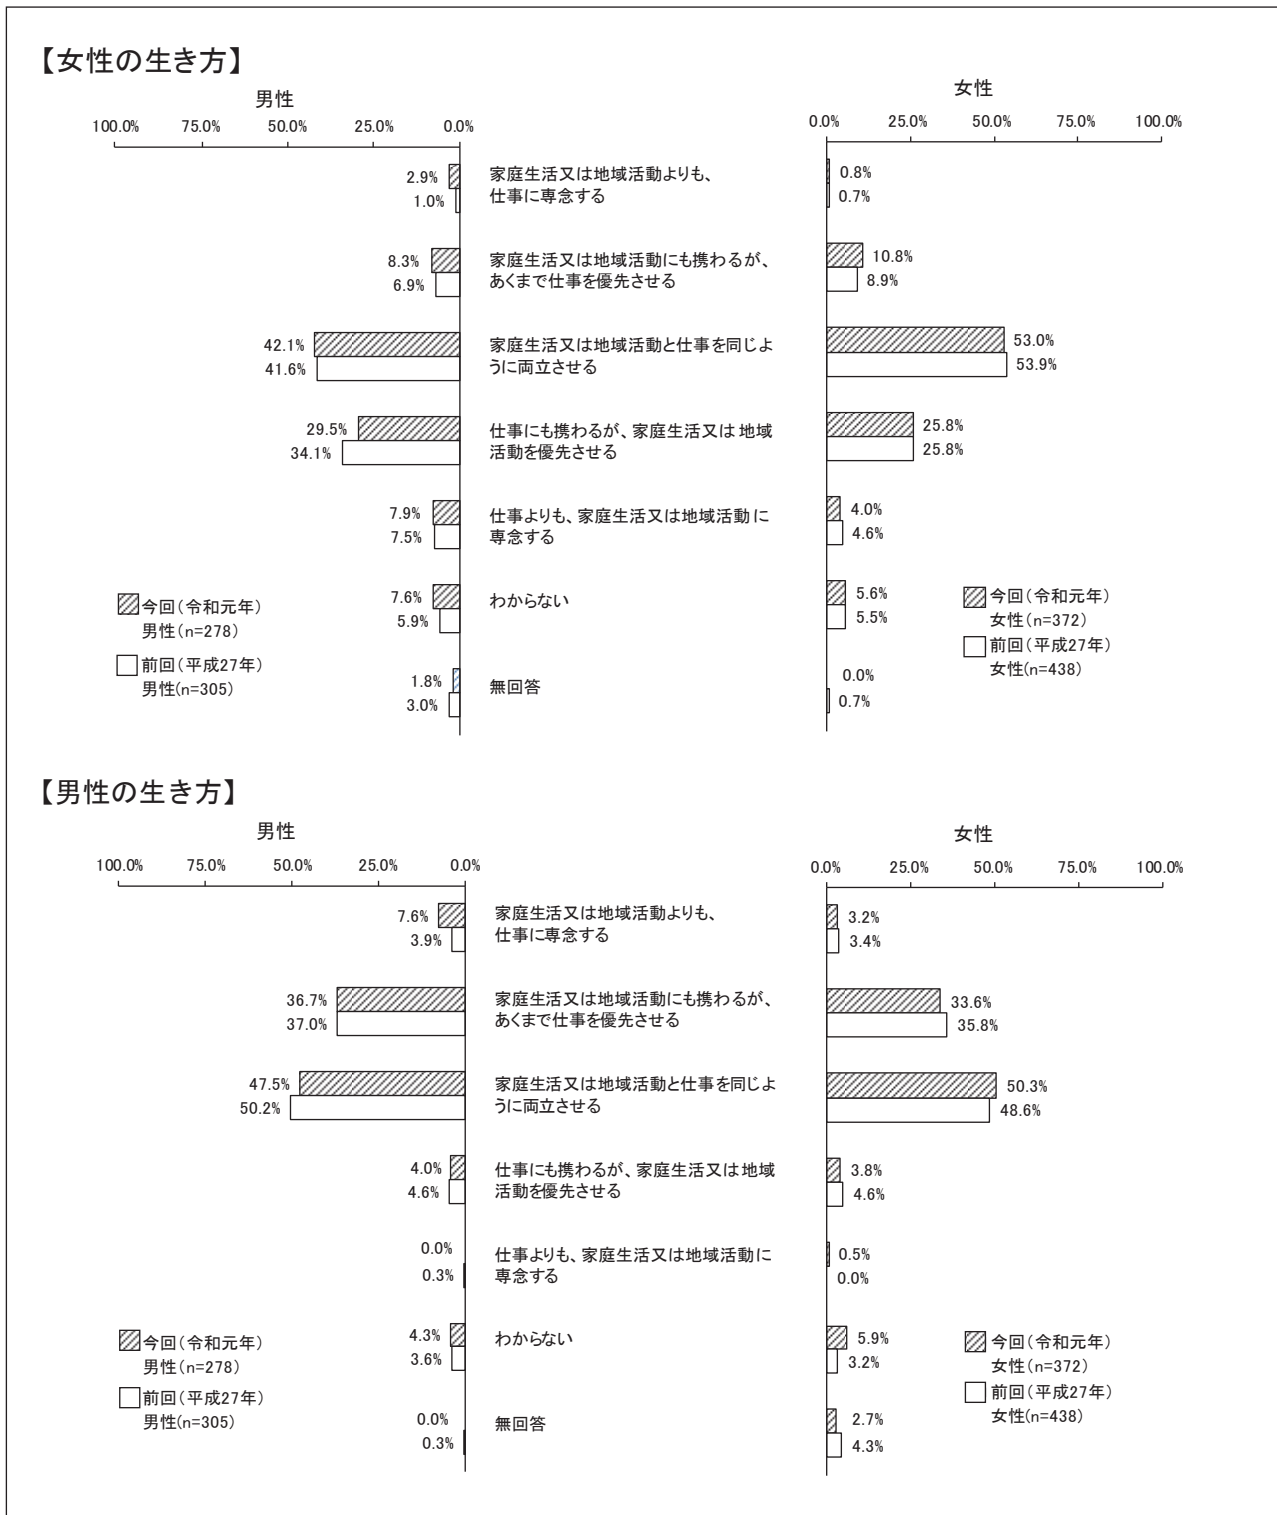 【女性の生き方】
男性
100.0% 75.0% 50.0% 25.0% 0.0%
女性
0.0% 25.0% 50.0% 75.0% 100.0%
2.9%
1.0%
家庭生活又は地域活動よりも、
仕事に専念する
0.8%
0.7%
8.3%
6.9%
家庭生活又は地域活動にも携わるが、
あくまで仕事を優先させる
10.8%
8.9%
42.1%
41.6%
家庭生活又は地域活動と仕事を同じよ
うに両立させる
53.0%
53.9%
29.5%
34.1%
仕事にも携わるが、家庭生活又は地域
活動を優先させる
25.8%
25.8%
7.9%
7.5%
仕事よりも、家庭生活又は地域活動に
専念する
4.0%
4.6%
7.6%
5.9%
わからない
5.6%
5.5%
1.8%
3.0%
無回答
0.0%
0.7%
今回(令和元年)
男性(n=278)
前回(平成27年)
男性(n=305)
今回(令和元年)
女性(n=372)
前回(平成27年)
女性(n=438)
【男性の生き方】
男性
100.0% 75.0% 50.0% 25.0% 0.0%
女性
0.0% 25.0% 50.0% 75.0% 100.0%
7.6%
3.9%
家庭生活又は地域活動よりも、
仕事に専念する
3.2%
3.4%
36.7%
37.0%
家庭生活又は地域活動にも携わるが、
あくまで仕事を優先させる
33.6%
35.8%
47.5%
50.2%
家庭生活又は地域活動と仕事を同じよ
うに両立させる
50.3%
48.6%
4.0%
4.6%
仕事にも携わるが、家庭生活又は地域
活動を優先させる
3.8%
4.6%
0.0%
0.3%
仕事よりも、家庭生活又は地域活動に
専念する
0.5%
0.0%
4.3%
3.6%
わからない
5.9%
3.2%
0.0%
0.3%
無回答
2.7%
4.3%
今回(令和元年)
男性(n=278)
前回(平成27年)
男性(n=305)
今回(令和元年)
女性(n=372)
前回(平成27年)
女性(n=438)